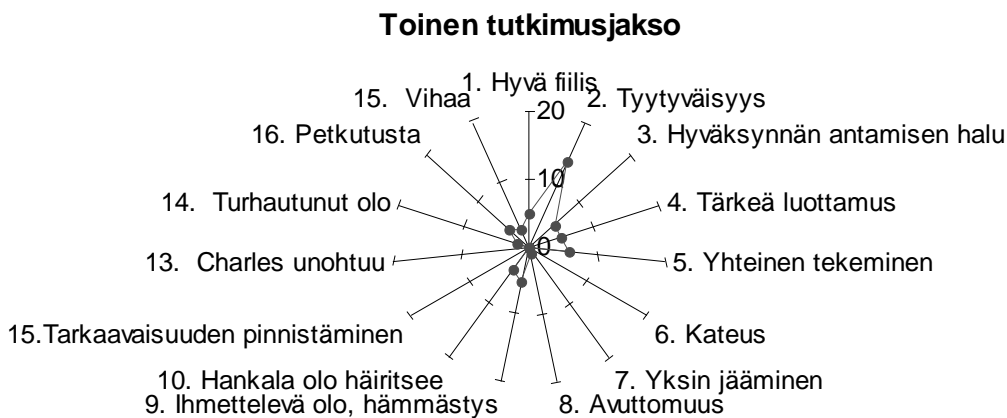 Toinen tutkimusjakso
1. Hyvä fiilis
2. Tyytyväisyys
3. Hyväksynnän antamisen halu
4. Tärkeä luottamus
5. Yhteinen tekeminen
6. Kateus
7. Yksin jääminen
8. Avuttomuus
9. Ihmettelevä olo, hämmästys
10. Hankala olo häiritsee
15.Tarkaavaisuuden pinnistäminen
13. Charles unohtuu
14. Turhautunut olo
16. Petkutusta
15. Vihaa
20
10
0